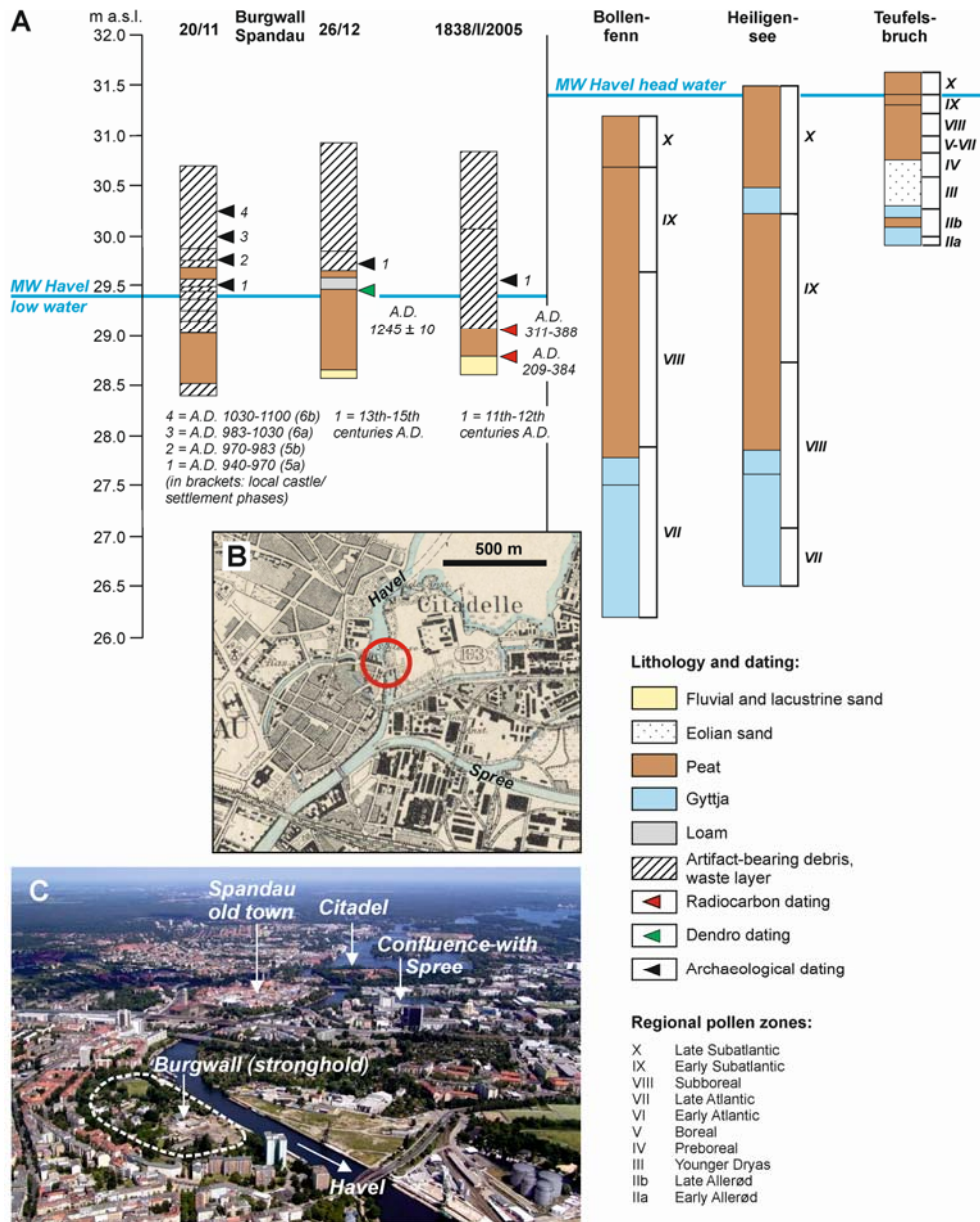 A
m a.s.l.
32.0
31.5
31.0
30.5
30.0
29.5
29.0
28.5
28.0
27.5
27.0
26.5
26.0
Burgwall
Spandau
20/11
26/12
1838/I/2005
Bollen-
fenn
Heiligen-
see
Teufels-
bruch
MW Havel head water
MW Havel
low water
4
3
2
1
1
A.D.
1245 ± 10
1
A.D.
311-388
A.D.
209-384
4 = A.D. 1030-1100 (6b)
3 = A.D. 983-1030 (6a)
2 = A.D. 970-983 (5b)
1 = A.D. 940-970 (5a)
(in brackets: local castle/
settlement phases)
1 = 13th-15th
centuries A.D.
1 = 11th-12th
centuries A.D.
X
IX
VIII
VII
X
IX
VIII
VII
X
IX
VIII
V-VII
IV
III
IIb
IIa
B
500 m
Havel
Citadelle
Spree
Lithology and dating:
Fluvial and lacustrine sand
Eolian sand
Peat
Gyttja
Loam
Artifact-bearing debris,
waste layer
Radiocarbon dating
Dendro dating
Archaeological dating
Regional pollen zones:
X Late Subatlantic
IX Early Subatlantic
VIII Subboreal
VII Late Atlantic
VI Early Atlantic
V Boreal
IV Preboreal
III Younger Dryas
IIb Late Allerød
IIa Early Allerød
C
Spandau
old town
Citadel
Confluence with
Spree
Burgwall (stronghold)
Havel